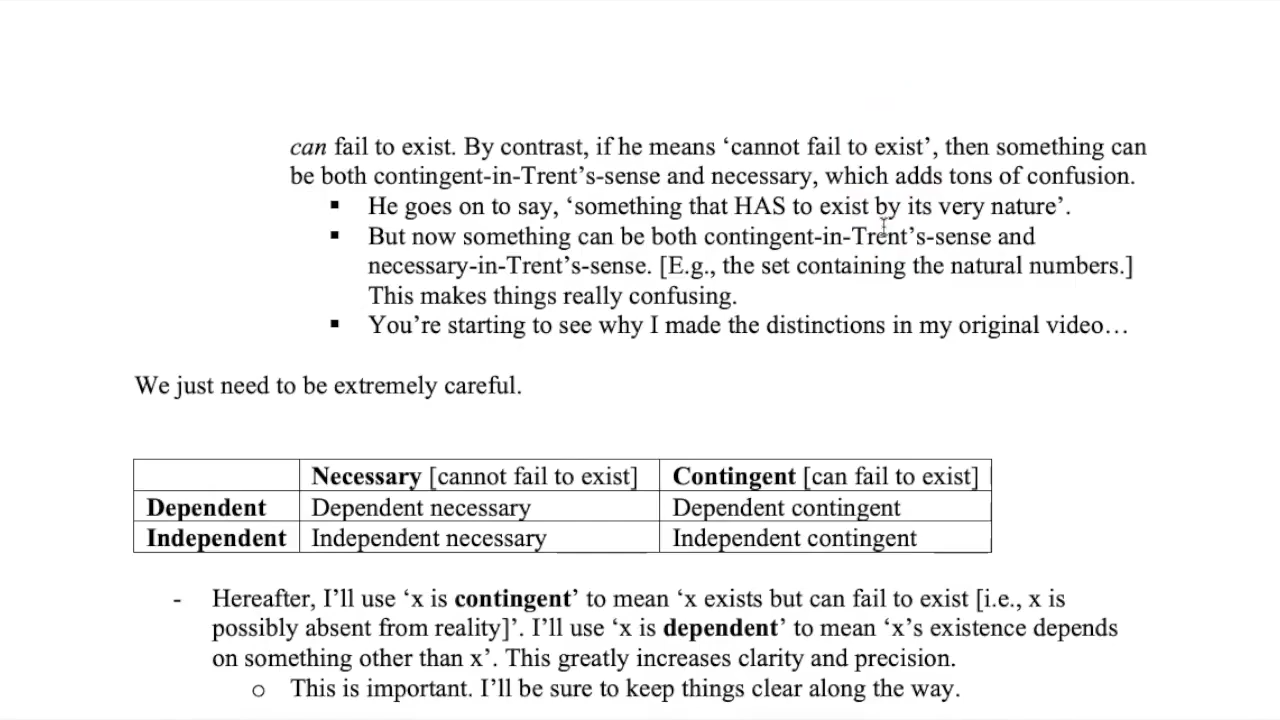 can fail to exist. By contrast, if he means ‘cannot fail to exist’, then something can
be both contingent-in-Trent’s-sense and necessary, which adds tons of confusion.
▪ He goes on to say, ‘something that HAS to exist by its very nature’.
▪ But now something can be both contingent-in-Trent’s-sense and
necessary-in-Trent’s-sense. [E.g., the set containing the natural numbers.]
This makes things really confusing.
▪ You’re starting to see why I made the distinctions in my original video…
We just need to be extremely careful.
Necessary [cannot fail to exist] Contingent [can fail to exist]
Dependent Dependent necessary Dependent contingent
Independent Independent necessary Independent contingent
- Hereafter, I’ll use ‘x is contingent’ to mean ‘x exists but can fail to exist [i.e., x is
possibly absent from reality]’. I’ll use ‘x is dependent’ to mean ‘x’s existence depends
on something other than x’. This greatly increases clarity and precision.
o This is important. I’ll be sure to keep things clear along the way.